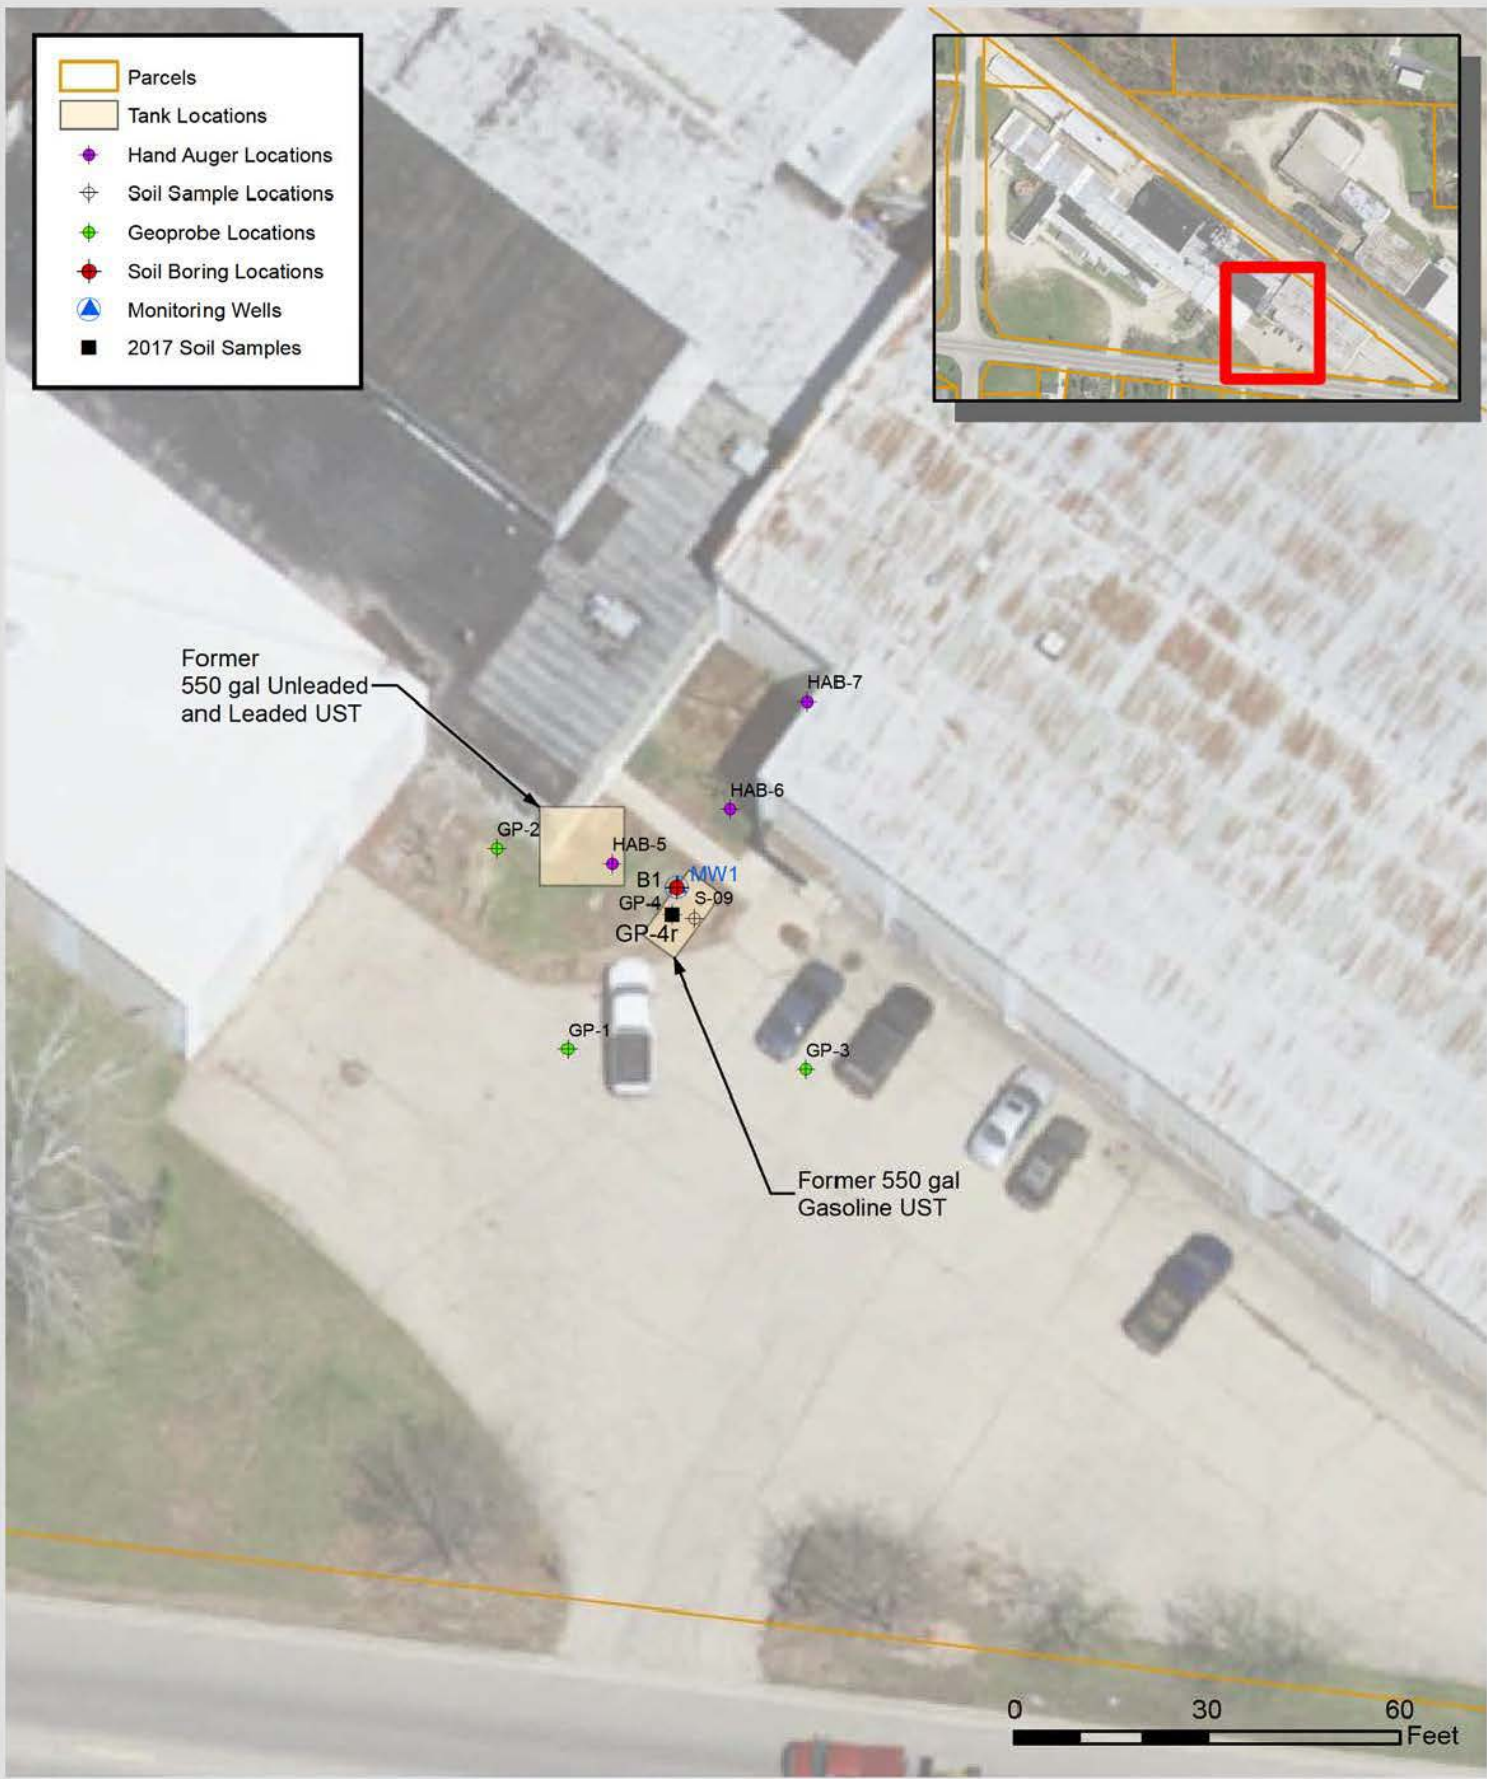 Parcels
Tank Locations
Hand Auger Locations
Soil Sample Locations
Geoprobe Locations
Soil Boring Locations
Monitoring Wells
2017 Soil Samples
Former
550 gal Unleaded
and Leaded UST
HAB-7
HAB-6
GP-2
HAB-5
B1
MW1
GP-4
S-09
GP-4r
GP-1
GP-3
Former 550 gal
Gasoline UST
0 30 60
Feet